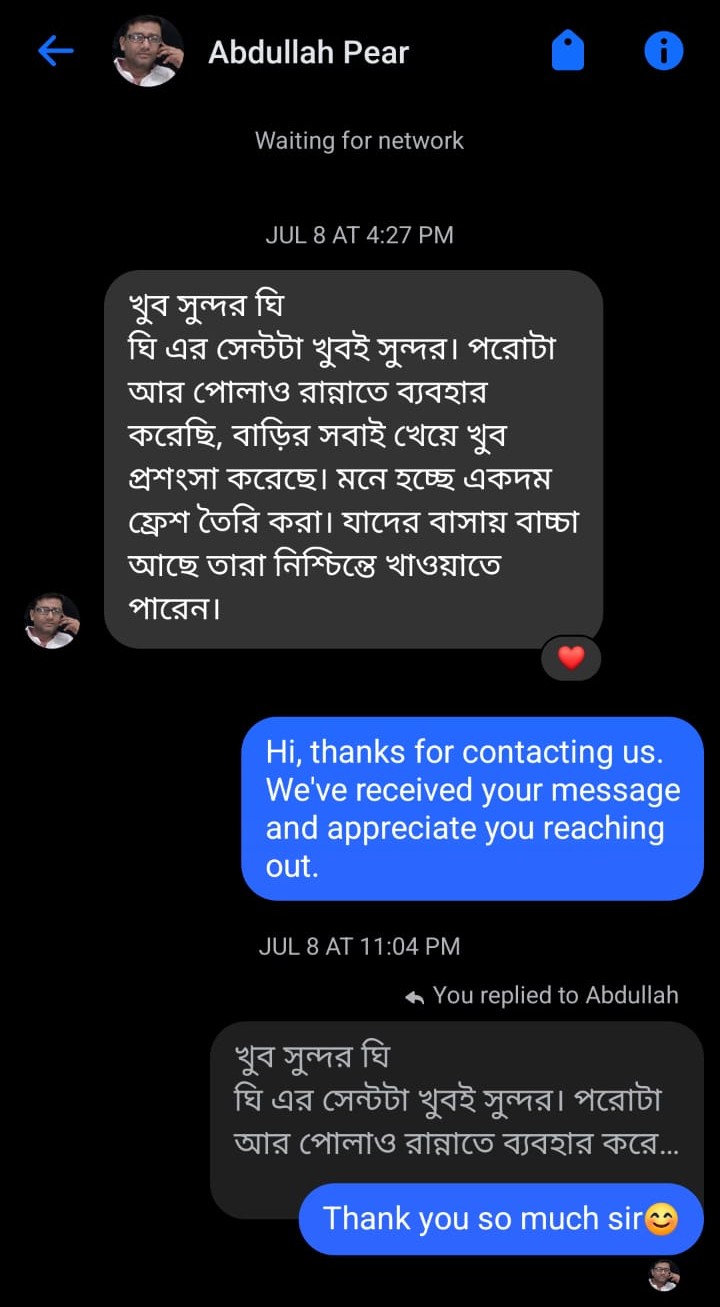 Abdullah Pear
Waiting for network
JUL 8 AT 4:27 PM
খুব সুন্দর ঘি
ঘি এর সেন্টটা খুবই সুন্দর। পরোটা
আর পোলাও রান্নাতে ব্যবহার
করেছি, বাড়ির সবাই খেয়ে খুব
প্রশংসা করেছে। মনে হচ্ছে একদম
ফ্রেশ তৈরি করা। যাদের বাসায় বাচ্চা
আছে তারা নিশ্চিন্তে খাওয়াতে
পারেন।
Hi, thanks for contacting us.
We've received your message
and appreciate you reaching
out.
JUL 8 AT 11:04 PM
You replied to Abdullah
খুব সুন্দর ঘি
ঘি এর সেন্টটা খুবই সুন্দর। পরোটা
আর পোলাও রান্নাতে ব্যবহার করে...
Thank you so much sir😊